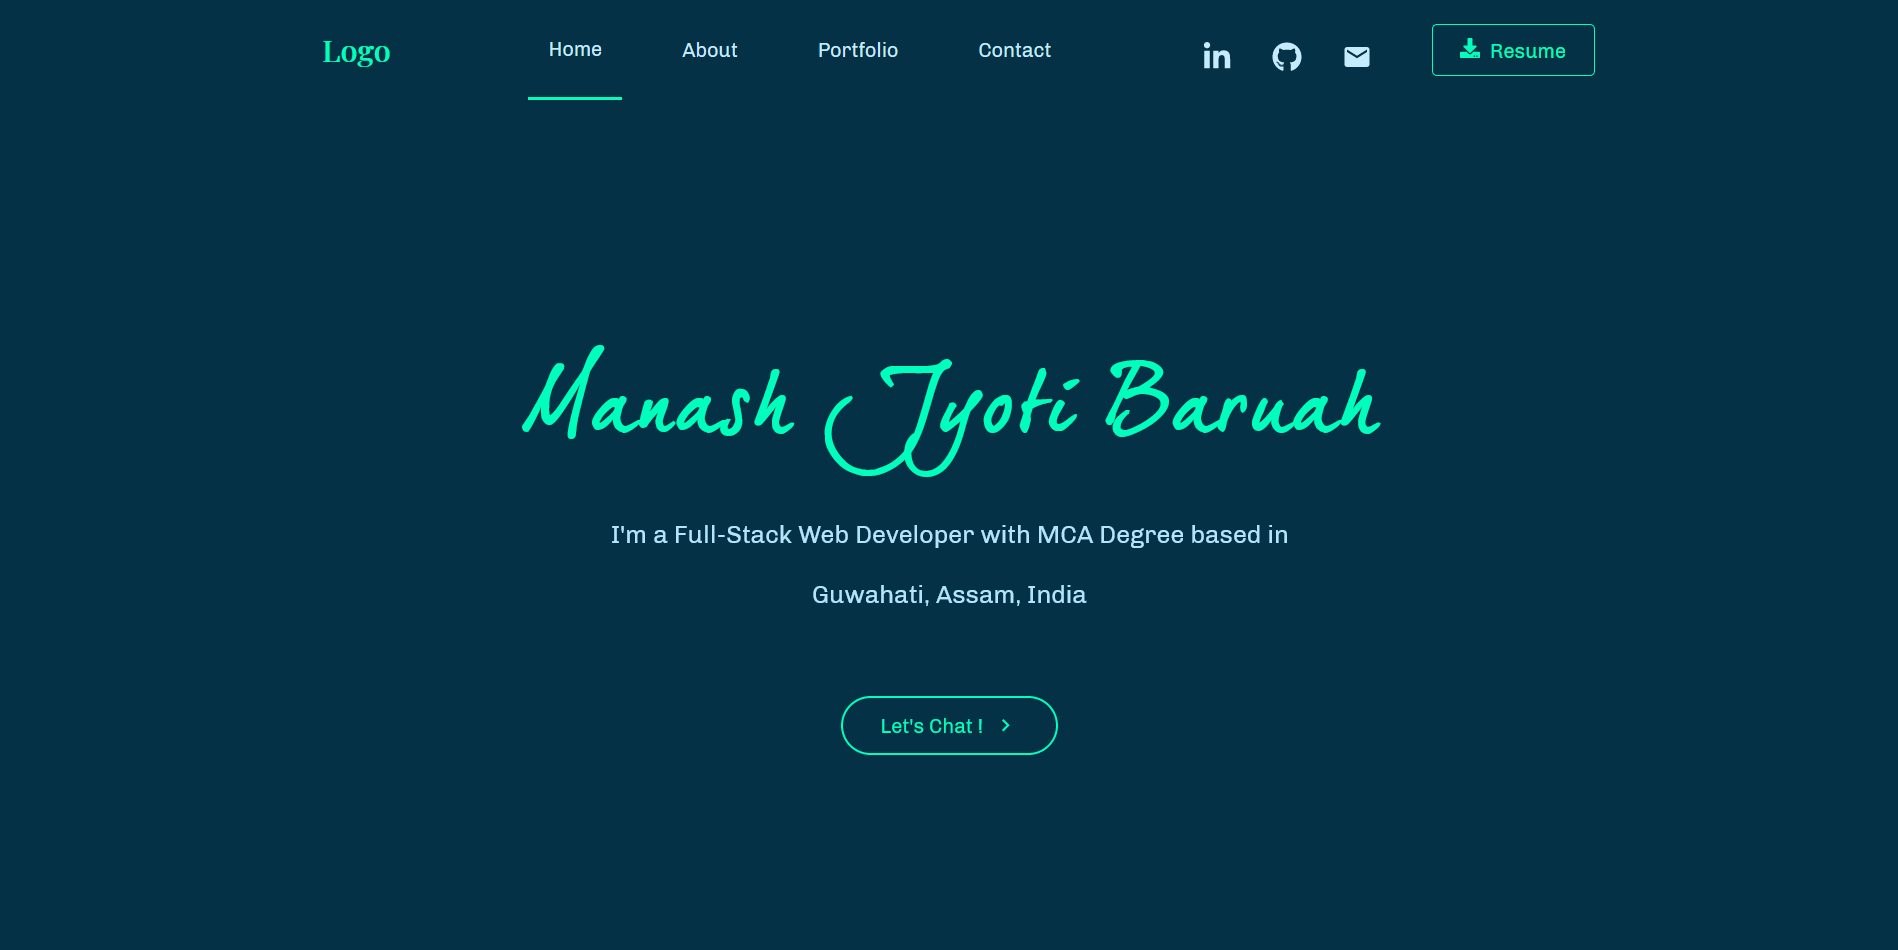 Logo
Home
About
Portfolio
Contact
Resume
Manash Jyoti Baruah
I'm a Full-Stack Web Developer with MCA Degree based in
Guwahati, Assam, India
Let's Chat !